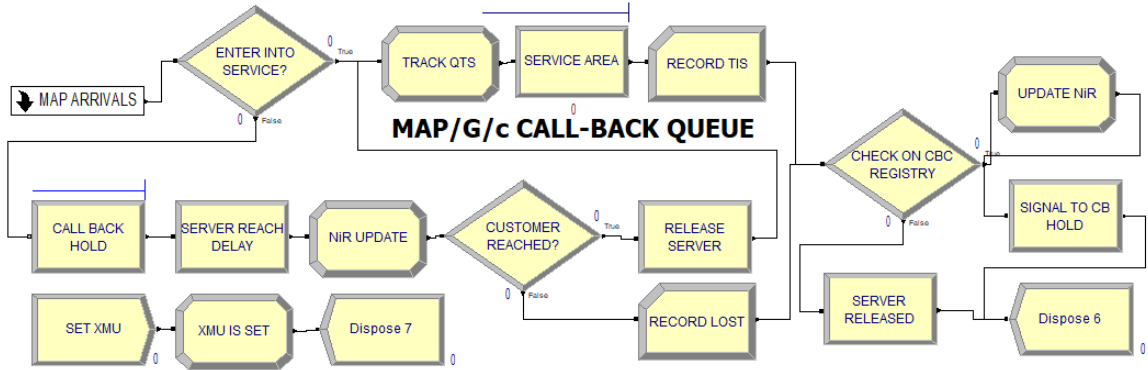 0
ENTER INTO
SERVICE?
True
0
False
MAP ARRIVALS
TRACK QTS
SERVICE AREA
0
RECORD TIS
MAP/G/c CALL-BACK QUEUE
UPDATE NiR
0
True
CHECK ON CBC
REGISTRY
0
False
SIGNAL TO CB
HOLD
CALL BACK
HOLD
SERVER REACH
DELAY
NiR UPDATE
CUSTOMER
REACHED?
0
True
0
False
RELEASE
SERVER
RECORD LOST
SERVER
RELEASED
Dispose 6
0
SET XMU
0
XMU IS SET
Dispose 7
0